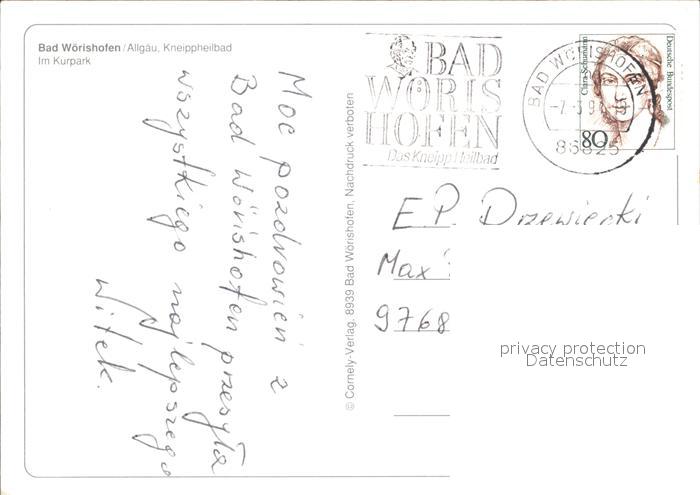 Bad Wörishofen/Allgäu, Kneippheilbad
Im Kurpark
Moc pozdrowień z
Bad Wörishofen przesyła
wszystkiego najlepszego
Witek.
© Cornely-Verlag, 8939 Bad Wörishofen, Nachdruck verboten
BAD
WÖRIS
HOFEN
Das Kneipp Heilbad
BAD WÖRISHOFEN
86825
Clara Schumann
Deutsche Bundespost
80
E.P. Drzewiecki
Max
9768
privacy protection
Datenschutz